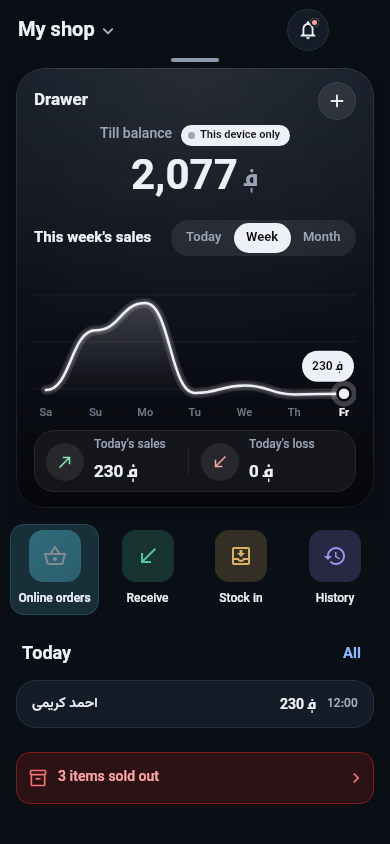 My shop
Drawer
Till balance
This device only
2,077 ؋
This week's sales
Today Week Month
230 ؋
Sa Su Mo Tu We Th Fr
Today's sales
230 ؋
Today's loss
0 ؋
Online orders Receive Stock in History
Today
All
احمد کریمی
230 ؋ 12:00
3 items sold out